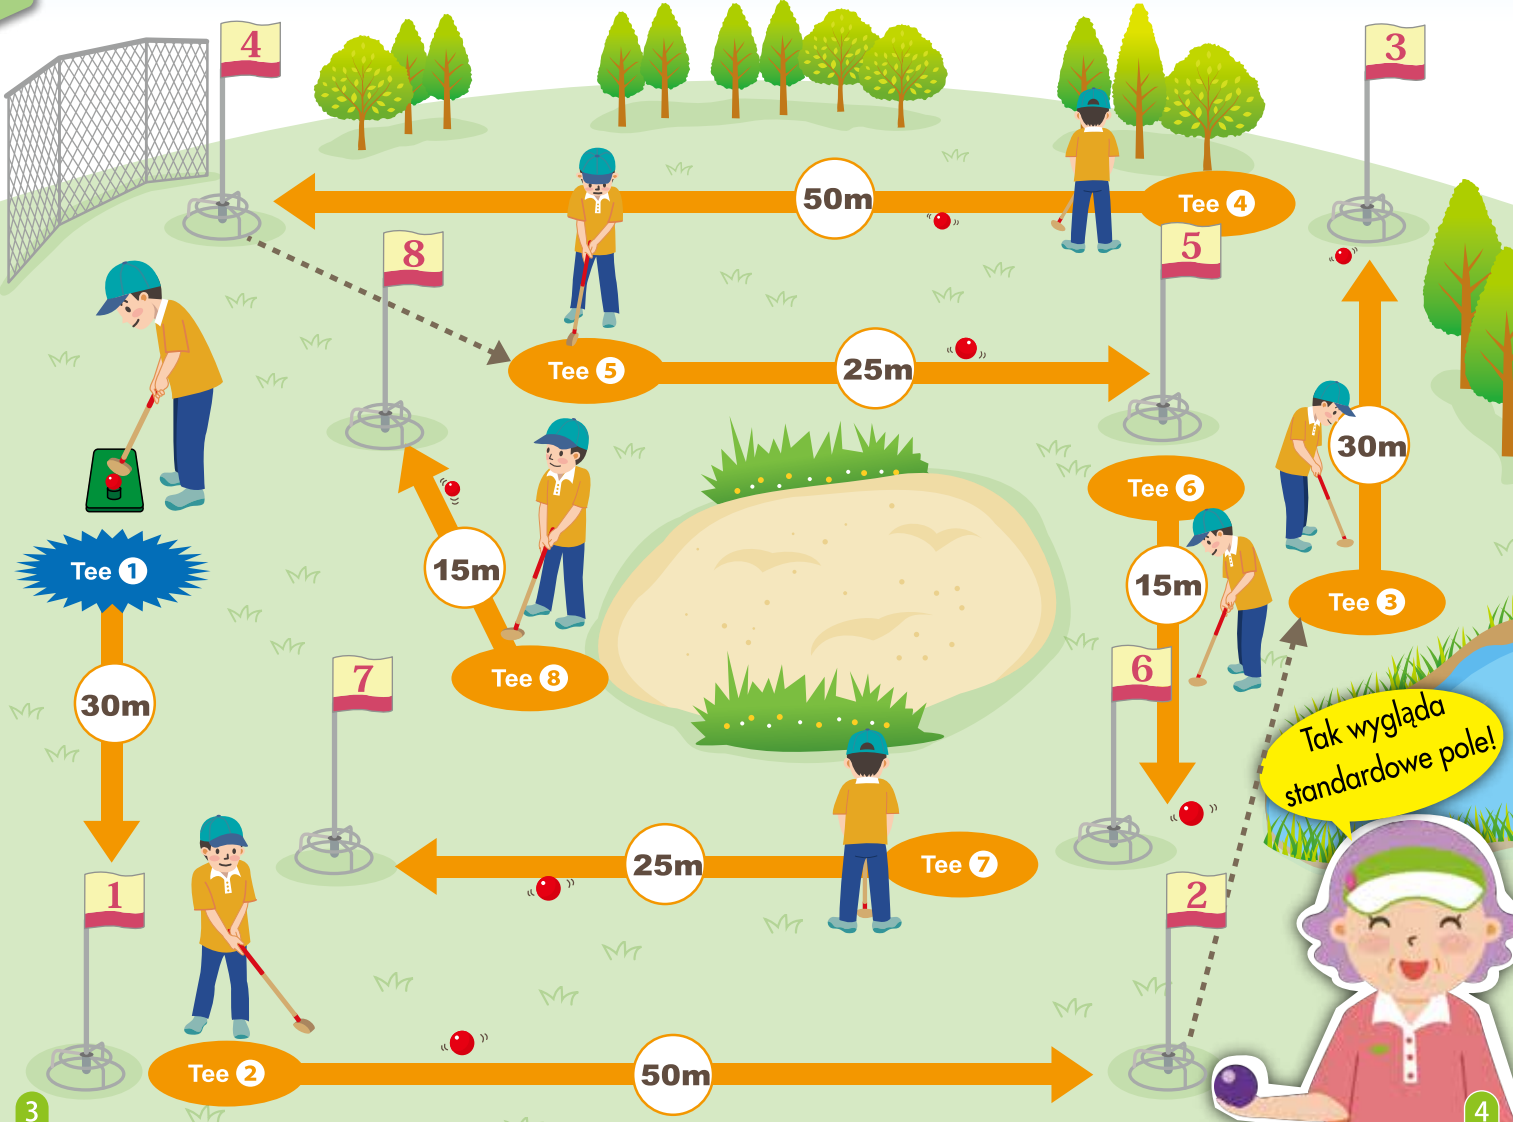 4
3
50m
Tee 4
8
5
Tee 5
25m
Tee 6
30m
15m
15m
Tee 1
Tee 3
7
6
Tee 8
30m
Tak wygląda
standardowe pole!
25m
Tee 7
1
2
Tee 2
50m
3
4